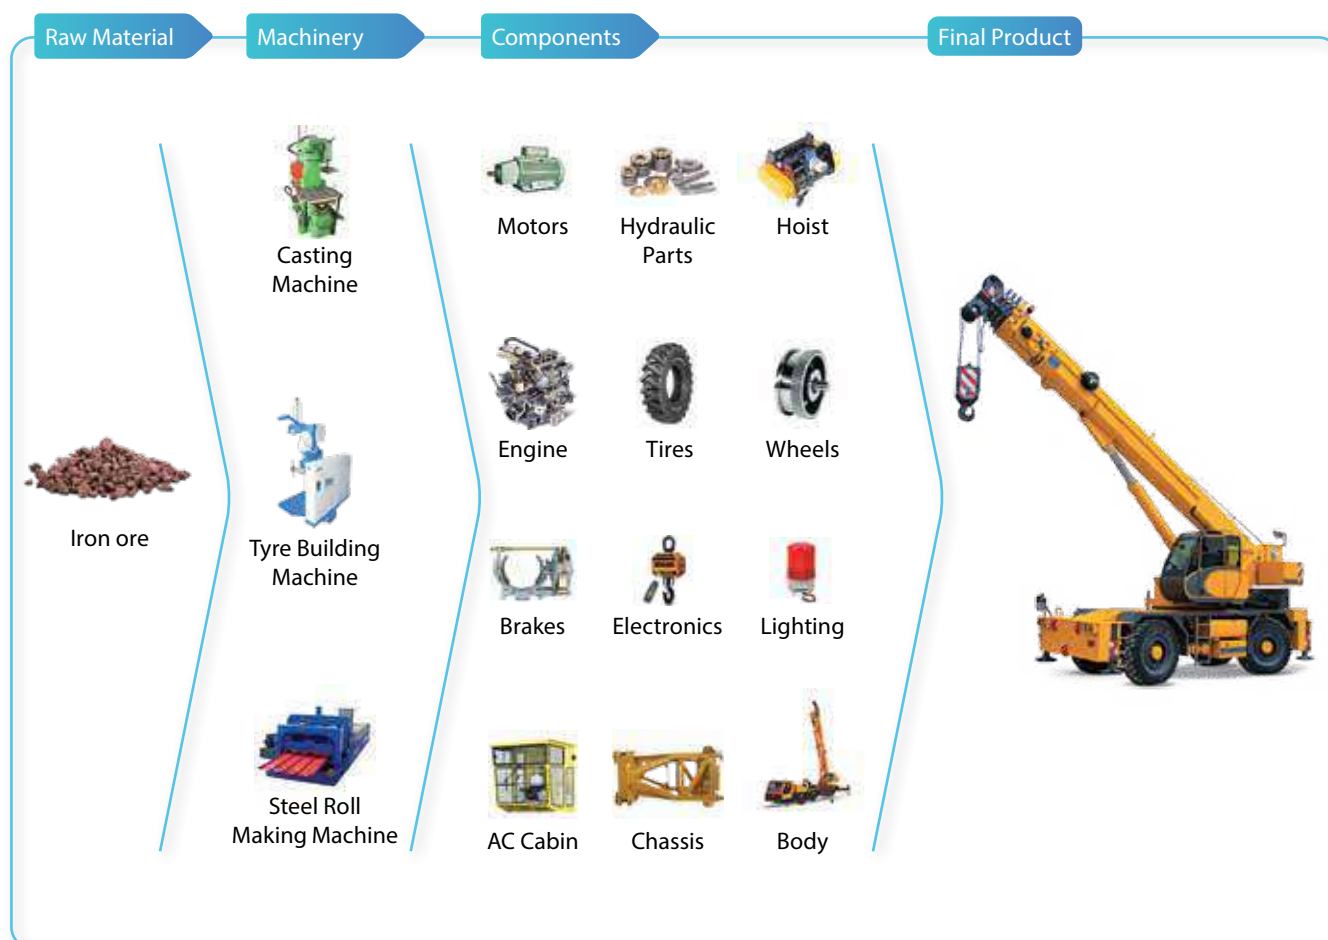 Raw Material
Machinery
Components
Final Product
Iron ore
Casting
Machine
Tyre Building
Machine
Steel Roll
Making Machine
Motors
Hydraulic
Parts
Hoist
Engine
Tires
Wheels
Brakes
Electronics
Lighting
AC Cabin
Chassis
Body